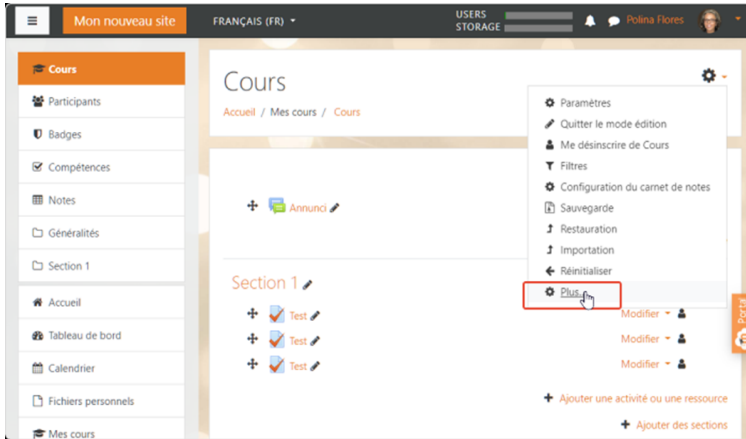 Mon nouveau site FRANÇAIS (FR) USERS STORAGE Polina Flores
Cours
Participants
Badges
Compétences
Notes
Généralités
Section 1
Accueil
Tableau de bord
Calendrier
Fichiers personnels
Mes cours
Cours
Accueil / Mes cours / Cours
Paramètres
Quitter le mode édition
Me désinscrire de Cours
Filtres
Configuration du carnet de notes
Sauvegarde
Restauration
Importation
Réinitialiser
Plus...
Annunci
Section 1
Test Modifier
Test Modifier
Test Modifier
Ajouter une activité ou une ressource
Ajouter des sections
Portal